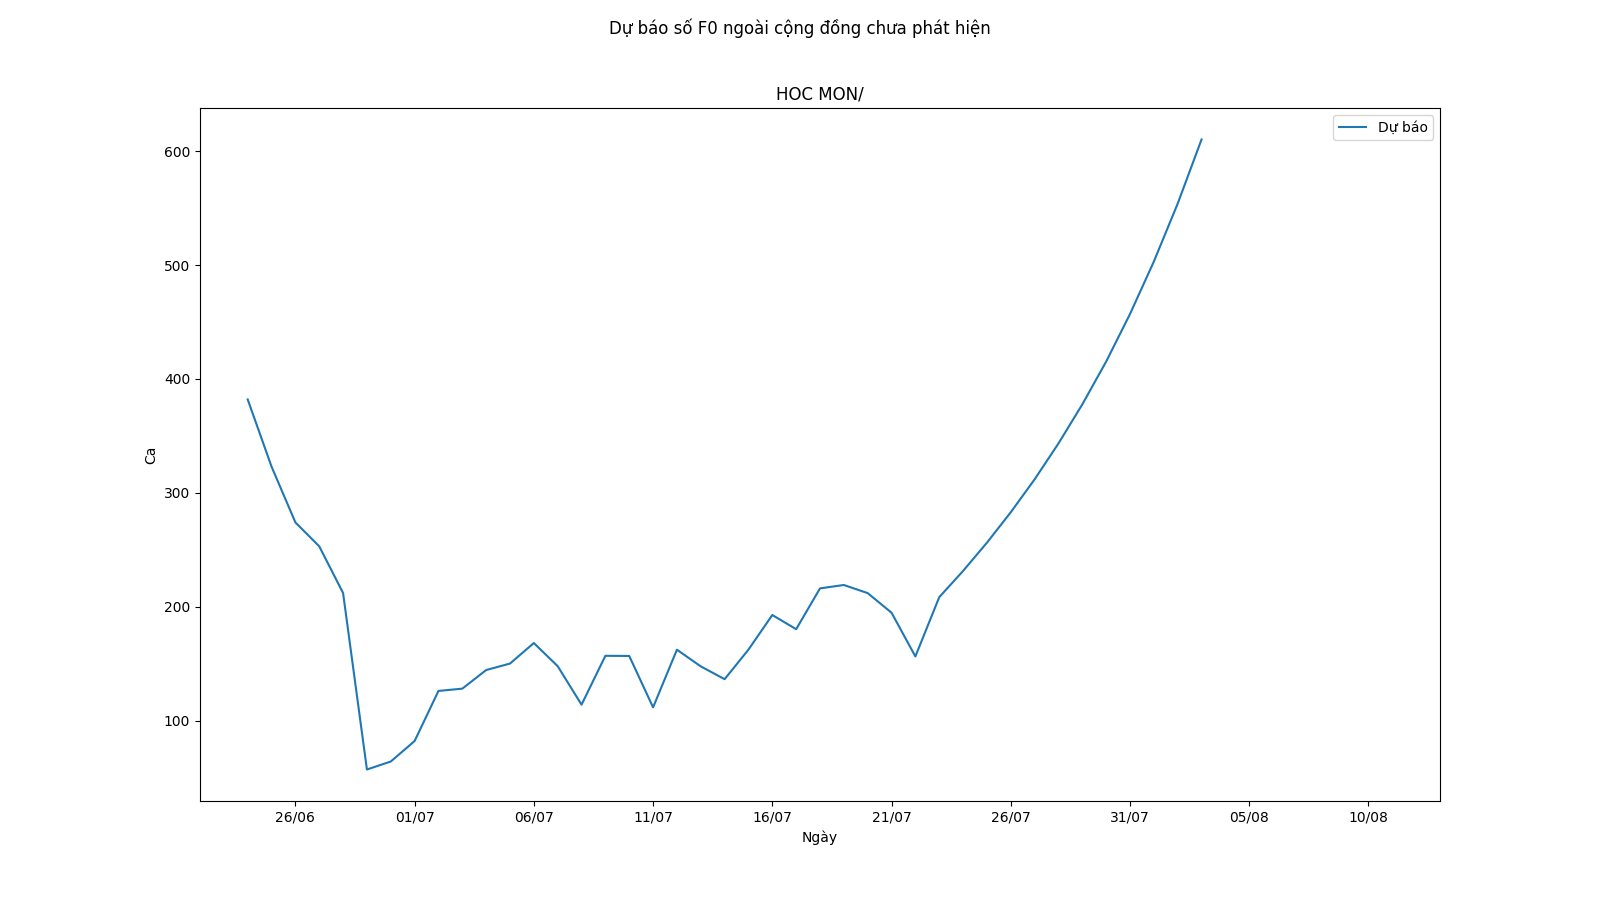 Dự báo số F0 ngoài cộng đồng chưa phát hiện
HOC MON/
Dự báo
600
500
400
300
200
100
Ca
26/06 01/07 06/07 11/07 16/07 21/07 26/07 31/07 05/08 10/08
Ngày